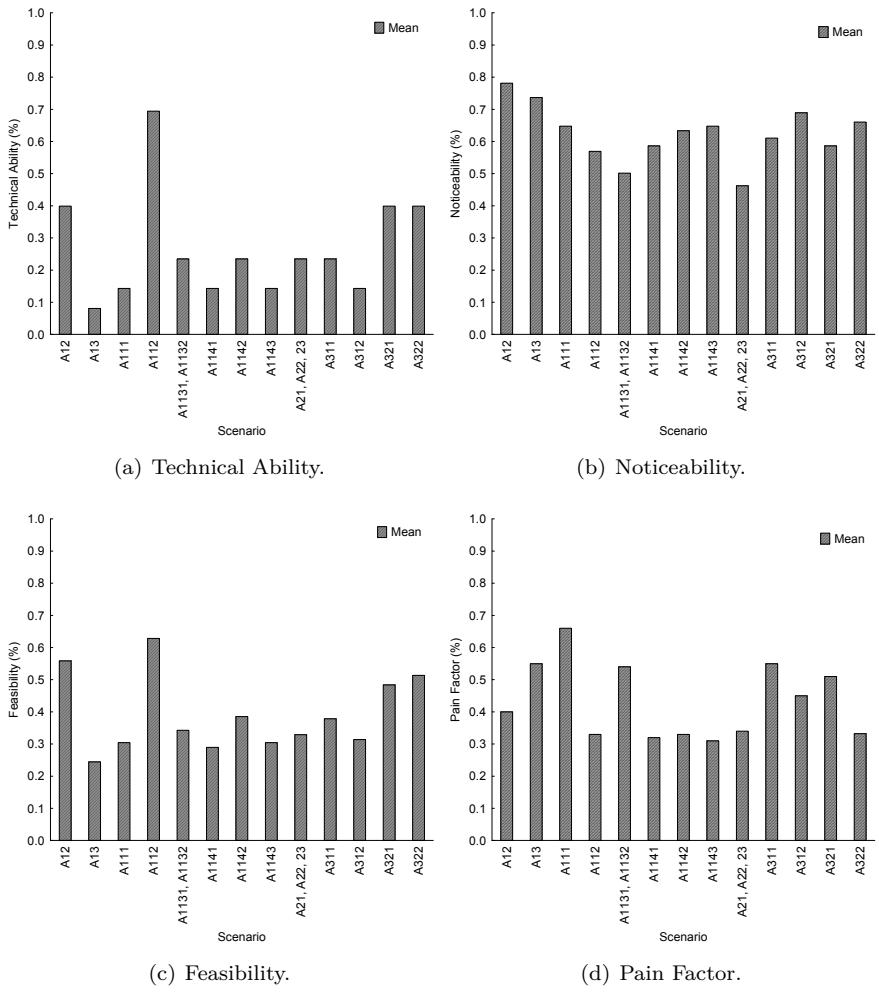 1.0
0.9
0.8
0.7
0.6
0.5
0.4
0.3
0.2
0.1
0.0
Technical Ability (%)
Mean
A12
A13
A111
A112
A1131, A1132
A1141
A1142
A1143
A21, A22, 23
A311
A312
A321
A322
Scenario
(a) Technical Ability.
1.0
0.9
0.8
0.7
0.6
0.5
0.4
0.3
0.2
0.1
0.0
Noticeability (%)
Mean
A12
A13
A111
A112
A1131, A1132
A1141
A1142
A1143
A21, A22, 23
A311
A312
A321
A322
Scenario
(b) Noticeability.
1.0
0.9
0.8
0.7
0.6
0.5
0.4
0.3
0.2
0.1
0.0
Feasibility (%)
Mean
A12
A13
A111
A112
A1131, A1132
A1141
A1142
A1143
A21, A22, 23
A311
A312
A321
A322
Scenario
(c) Feasibility.
1.0
0.9
0.8
0.7
0.6
0.5
0.4
0.3
0.2
0.1
0.0
Pain Factor (%)
Mean
A12
A13
A111
A112
A1131, A1132
A1141
A1142
A1143
A21, A22, 23
A311
A312
A321
A322
Scenario
(d) Pain Factor.